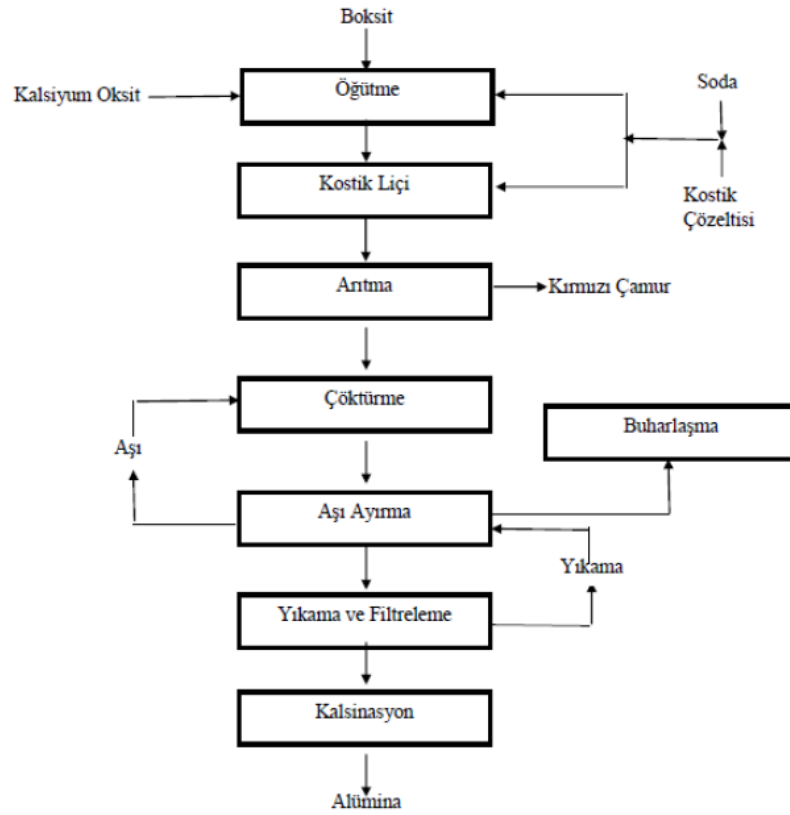 Boksit
Öğütme
Kalsiyum Oksit
Soda
Kostik Liçi
Kostik
Çözeltisi
Arıtma
Kırmızı Çamur
Çöktürme
Buharlaşma
Aşı
Aşı Ayırma
Yıkama
Yıkama ve Filtreleme
Kalsinasyon
Alümina